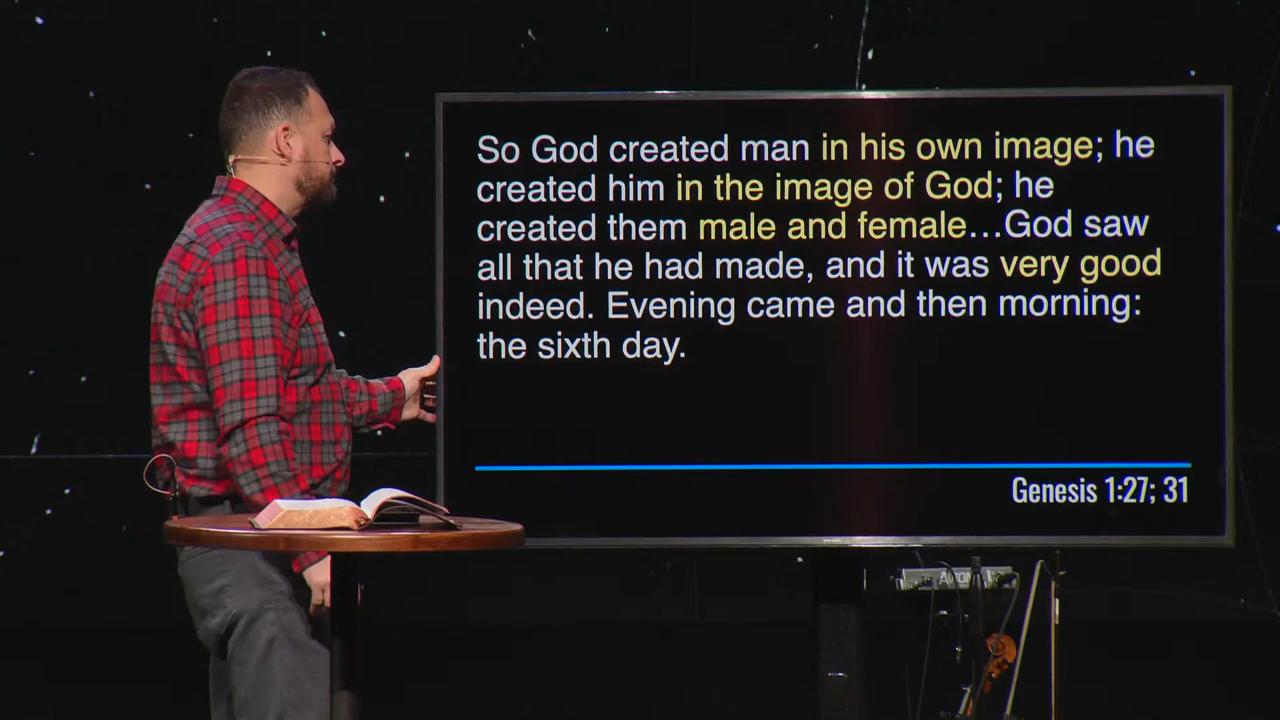 So God created man in his own image; he
created him in the image of God; he
created them male and female...God saw
all that he had made, and it was very good
indeed. Evening came and then morning:
the sixth day.
Genesis 1:27; 31